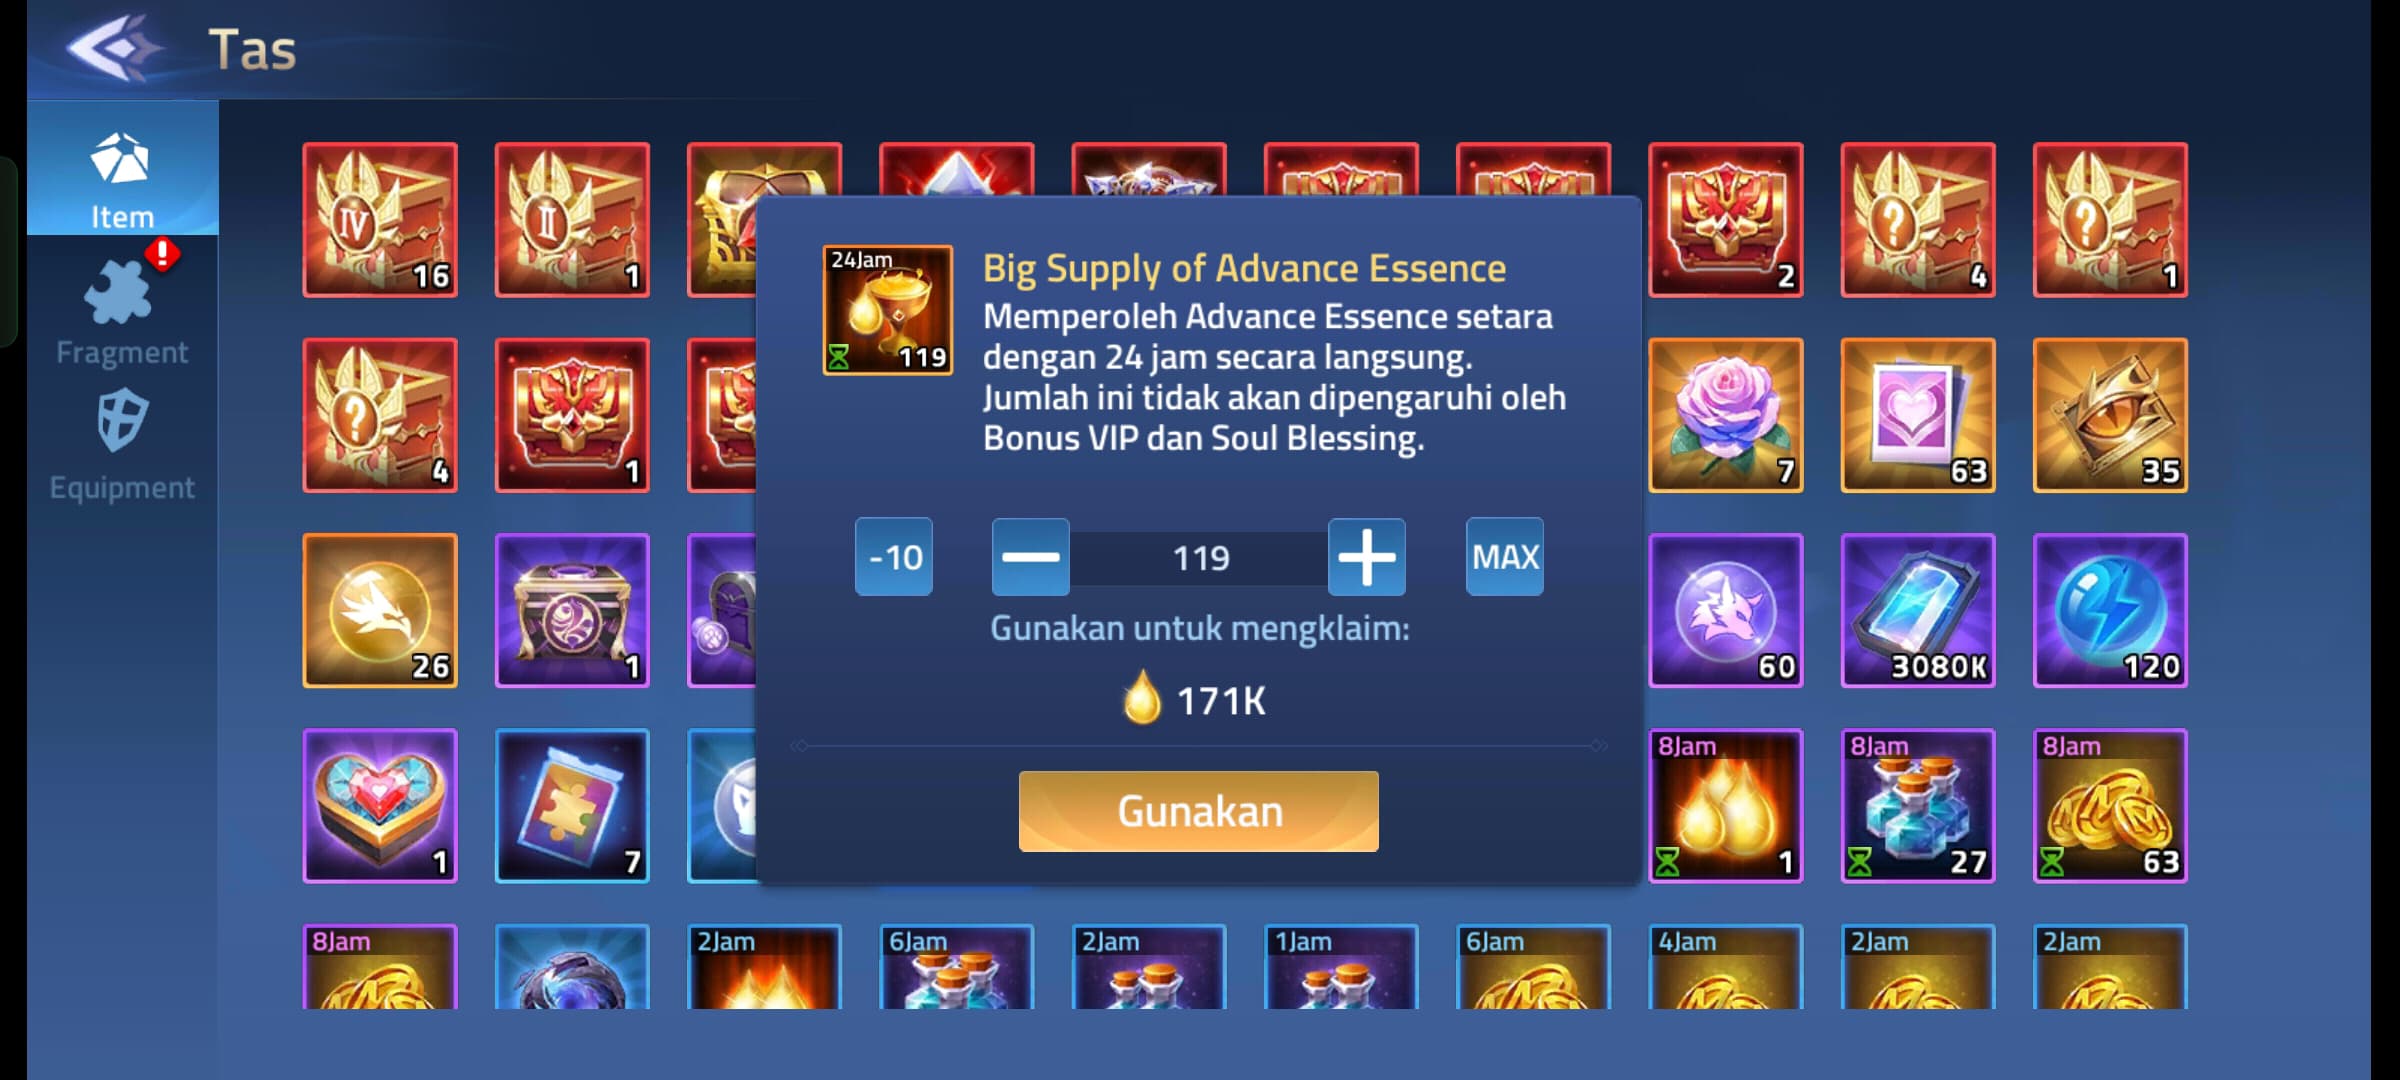 Tas
Item
Fragment
Equipment
IV
16
II
1
2
?
4
?
1
?
4
1
7
63
35
26
1
60
3080K
120
1
7
8Jam
1
8Jam
27
8Jam
63
8Jam
2Jam
6Jam
2Jam
1Jam
6Jam
4Jam
2Jam
2Jam
24Jam
119
Big Supply of Advance Essence
Memperoleh Advance Essence setara
dengan 24 jam secara langsung.
Jumlah ini tidak akan dipengaruhi oleh
Bonus VIP dan Soul Blessing.
-10
119
MAX
Gunakan untuk mengklaim:
171K
Gunakan